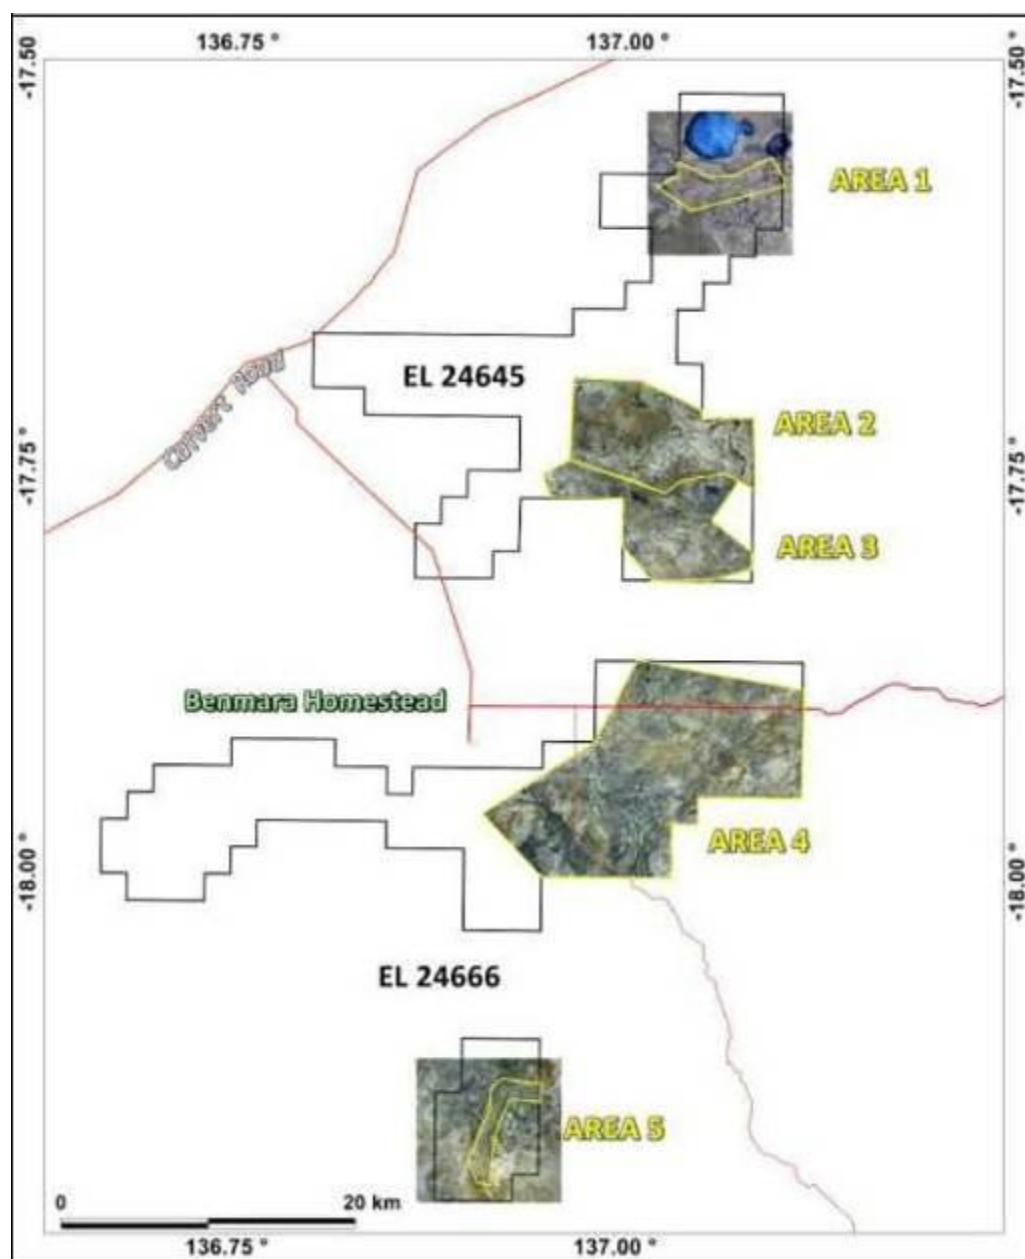 136.75 °
137.00 °
-17.50
-17.50 °
AREA 1
EL 24645
Calvert Road
AREA 2
-17.75 °
-17.75 °
AREA 3
Benmara Homestead
AREA 4
-18.00 °
-18.00 °
EL 24666
AREA 5
0
20 km
136.75 °
137.00 °